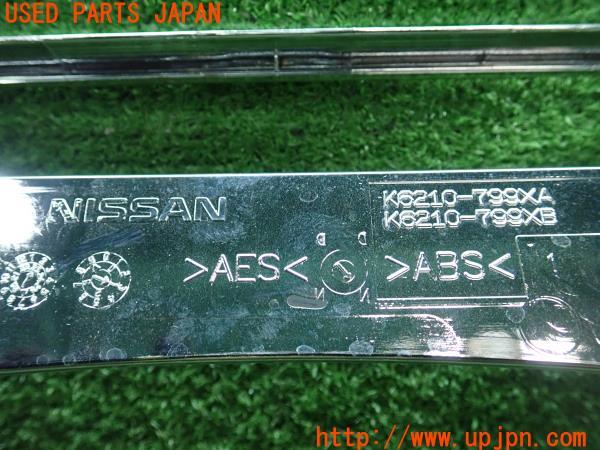 USED PARTS JAPAN
NISSAN
K6210-799XA
K6210-799XB
>AES<
>ABS<
http://www.upjpn.com